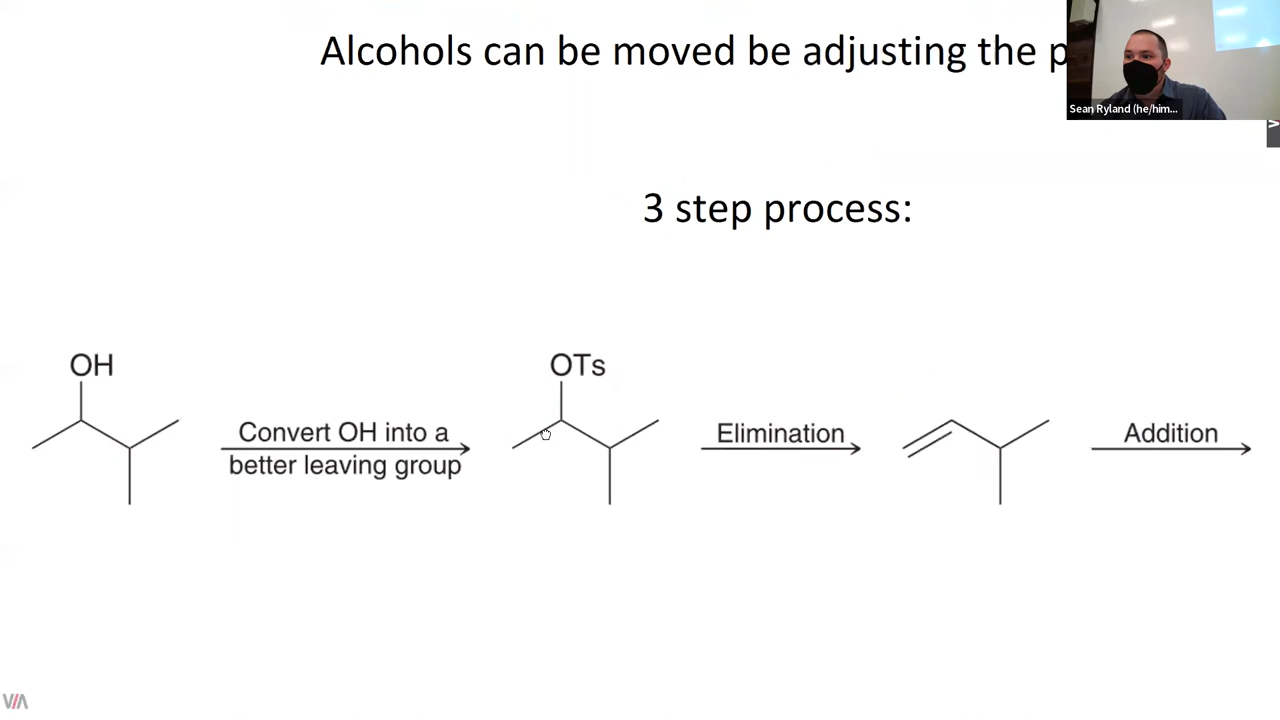 Alcohols can be moved be adjusting the
Sean Ryland (he/him...
3 step process:
OH
OTs
Convert OH into a
better leaving group
Elimination
Addition
VIA